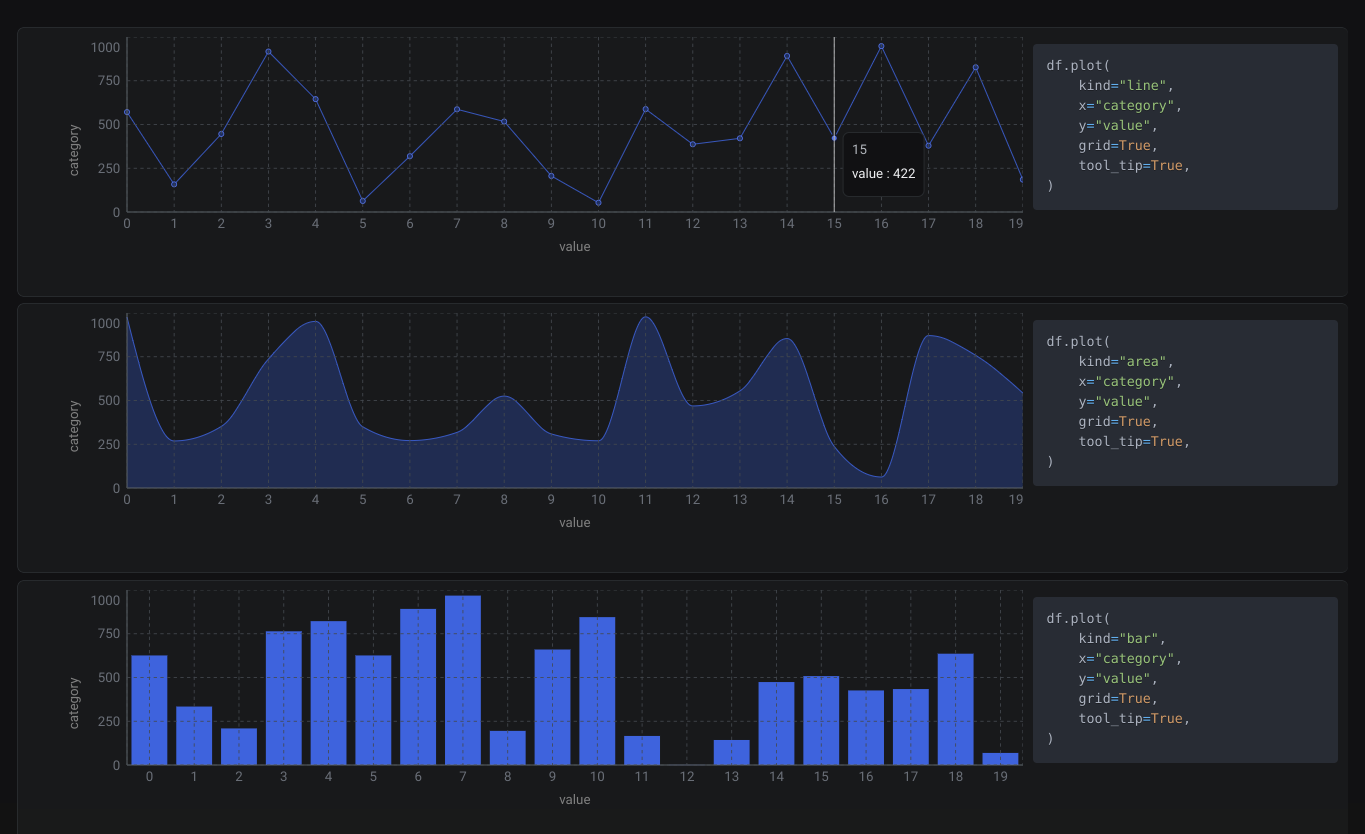 1000
750
500
250
0
category
0 1 2 3 4 5 6 7 8 9 10 11 12 13 14 15 16 17 18 19
value
15
value : 422
df.plot(
    kind="line",
    x="category",
    y="value",
    grid=True,
    tool_tip=True,
)
1000
750
500
250
0
category
0 1 2 3 4 5 6 7 8 9 10 11 12 13 14 15 16 17 18 19
value
df.plot(
    kind="area",
    x="category",
    y="value",
    grid=True,
    tool_tip=True,
)
1000
750
500
250
0
category
0 1 2 3 4 5 6 7 8 9 10 11 12 13 14 15 16 17 18 19
value
df.plot(
    kind="bar",
    x="category",
    y="value",
    grid=True,
    tool_tip=True,
)